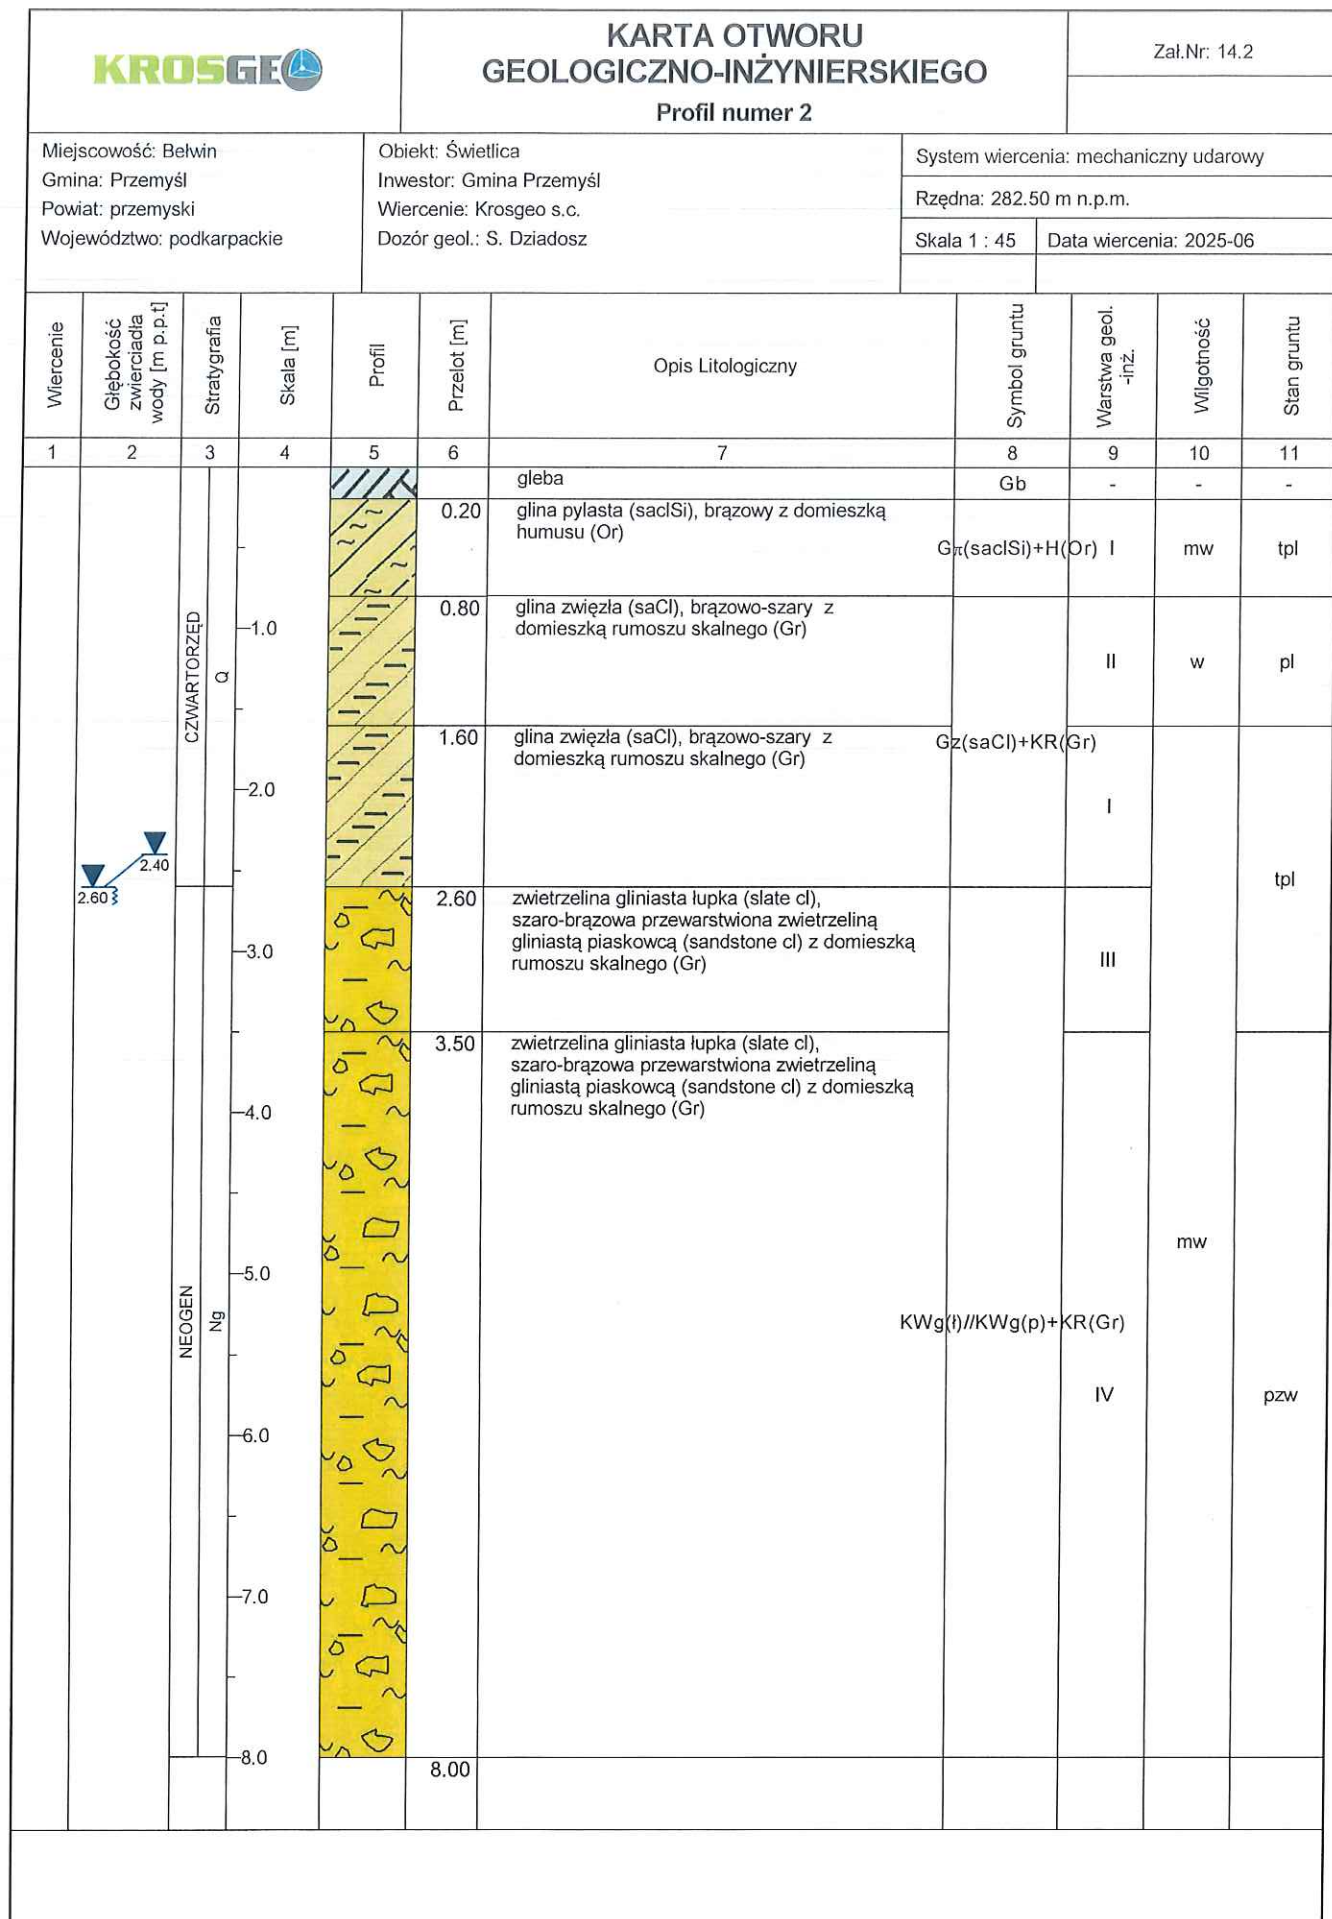 KROSGEO
KARTA OTWORU
GEOLOGICZNO-INŻYNIERSKIEGO
Profil numer 2
Zał.Nr: 14.2
Miejscowość: Bełwin
Gmina: Przemyśl
Powiat: przemyski
Województwo: podkarpackie
Obiekt: Świetlica
Inwestor: Gmina Przemyśl
Wiercenie: Krosgeo s.c.
Dozór geol.: S. Dziadosz
System wiercenia: mechaniczny udarowy
Rzędna: 282.50 m n.p.m.
Skala 1 : 45
Data wiercenia: 2025-06
Wiercenie
Głębokość
zwierciadła
wody [m p.p.t]
Stratygrafia
Skala [m]
Profil
Przelot [m]
Opis Litologiczny
Symbol gruntu
Warstwa geol.
-inż.
Wilgotność
Stan gruntu
1 2 3 4 5 6 7 8 9 10 11
gleba
Gb - - -
0.20 glina pylasta (saclSi), brązowy z domieszką
humusu (Or)
Gπ(saclSi)+H(Or) I mw tpl
0.80 glina zwięzła (saCl), brązowo-szary z
domieszką rumoszu skalnego (Gr)
II w pl
CZWARTORZĘD
Q
1.0
1.60 glina zwięzła (saCl), brązowo-szary z
domieszką rumoszu skalnego (Gr)
Gz(saCl)+KR(Gr)
2.0
I
2.40
2.60
tpl
2.60 zwietrzelina gliniasta łupka (slate cl),
szaro-brązowa przewarstwiona zwietrzeliną
gliniastą piaskowcą (sandstone cl) z domieszką
rumoszu skalnego (Gr)
3.0
III
3.50 zwietrzelina gliniasta łupka (slate cl),
szaro-brązowa przewarstwiona zwietrzeliną
gliniastą piaskowcą (sandstone cl) z domieszką
rumoszu skalnego (Gr)
4.0
mw
5.0
NEOGEN
Ng
KWg(ł)//KWg(p)+KR(Gr)
IV pzw
6.0
7.0
8.0
8.00